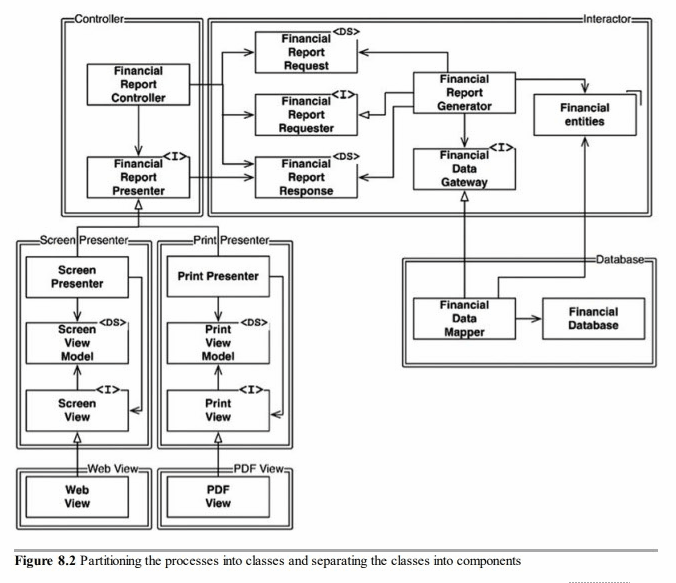 Controller
Interactor
Financial
Report
Controller
<I>
Financial
Report
Presenter
<DS>
Financial
Report
Request
<I>
Financial
Report
Requester
<DS>
Financial
Report
Response
Financial
Report
Generator
<I>
Financial
Data
Gateway
Financial
entities
Screen Presenter
Screen
Presenter
<DS>
Screen
View
Model
<I>
Screen
View
Print Presenter
Print Presenter
<DS>
Print
View
Model
<I>
Print
View
Database
Financial
Data
Mapper
Financial
Database
Web View
Web
View
PDF View
PDF
View
Figure 8.2 Partitioning the processes into classes and separating the classes into components